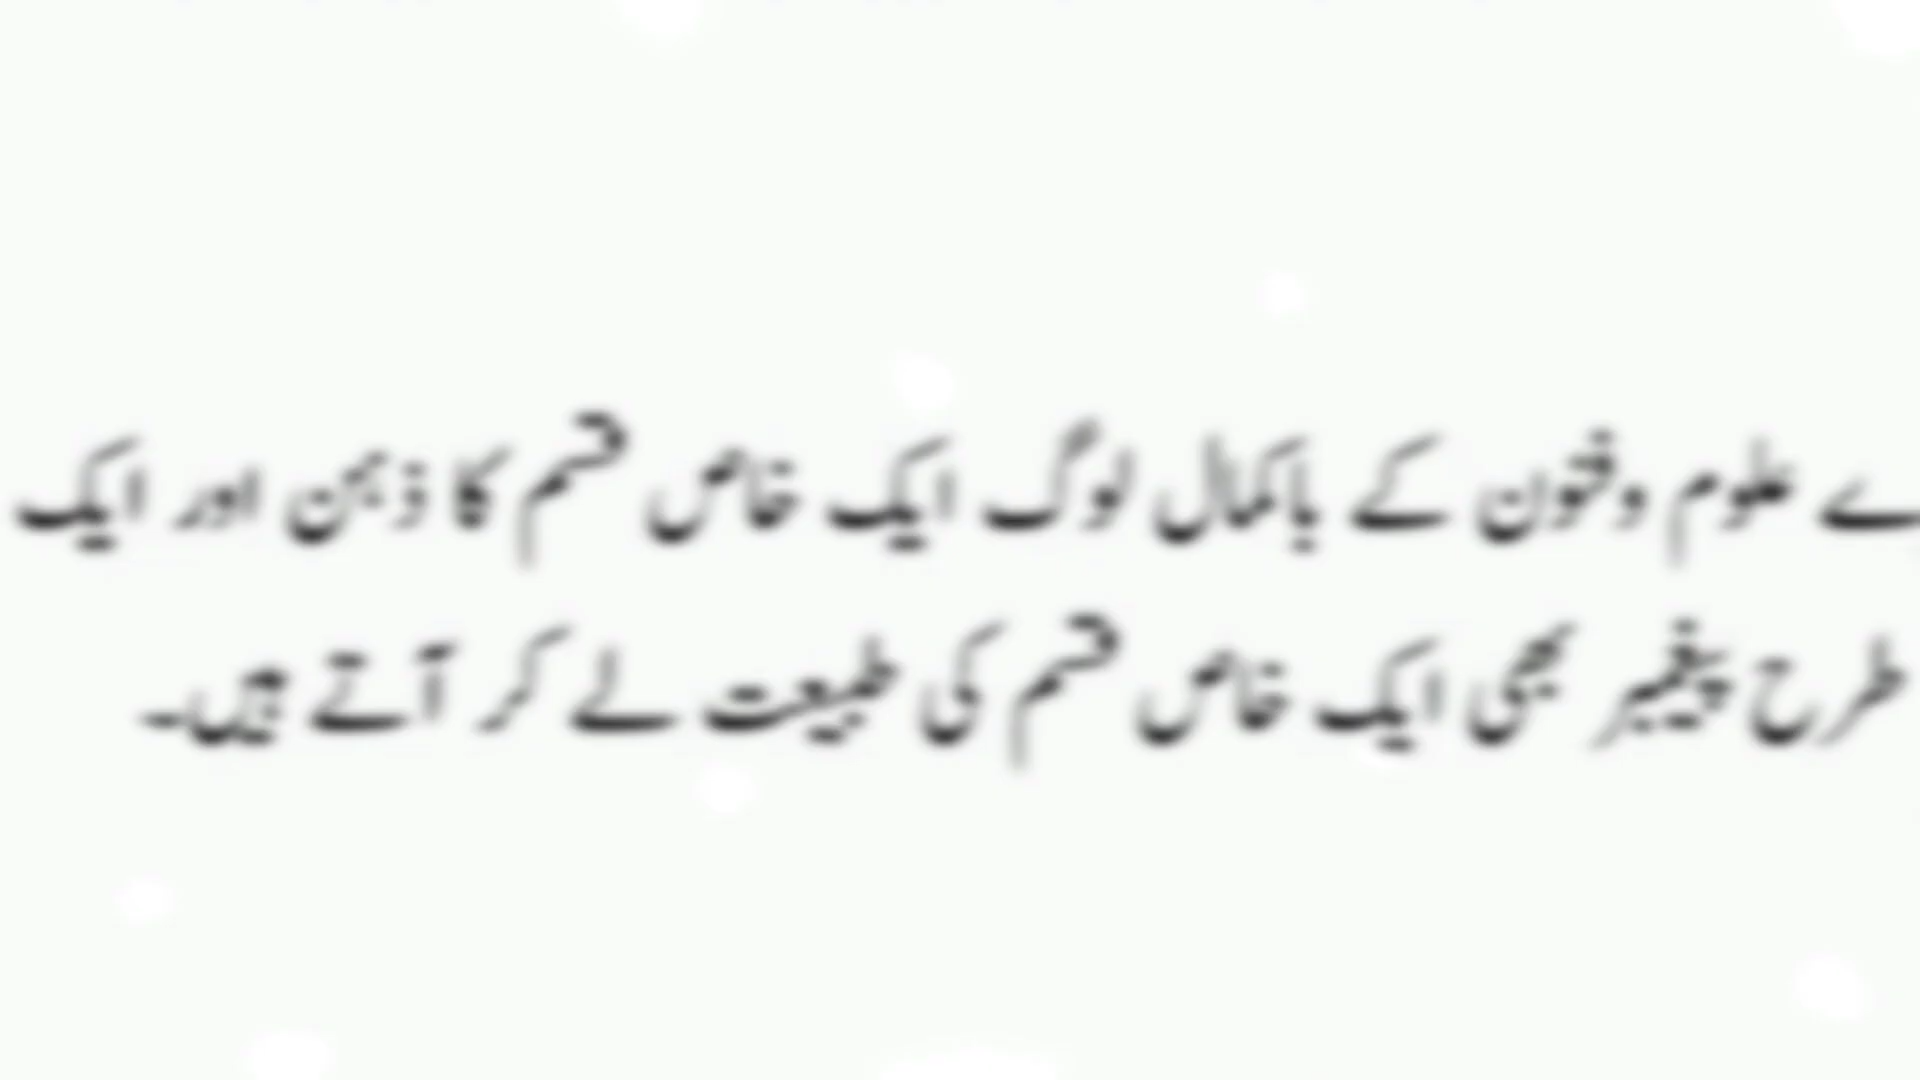 علوم وفنون کے باکمال لوگ ایک خاص قسم کا ذہن اور ایک
طرح پیغمبر بھی ایک خاص قسم کی طبیعت لے کر آتے ہیں۔